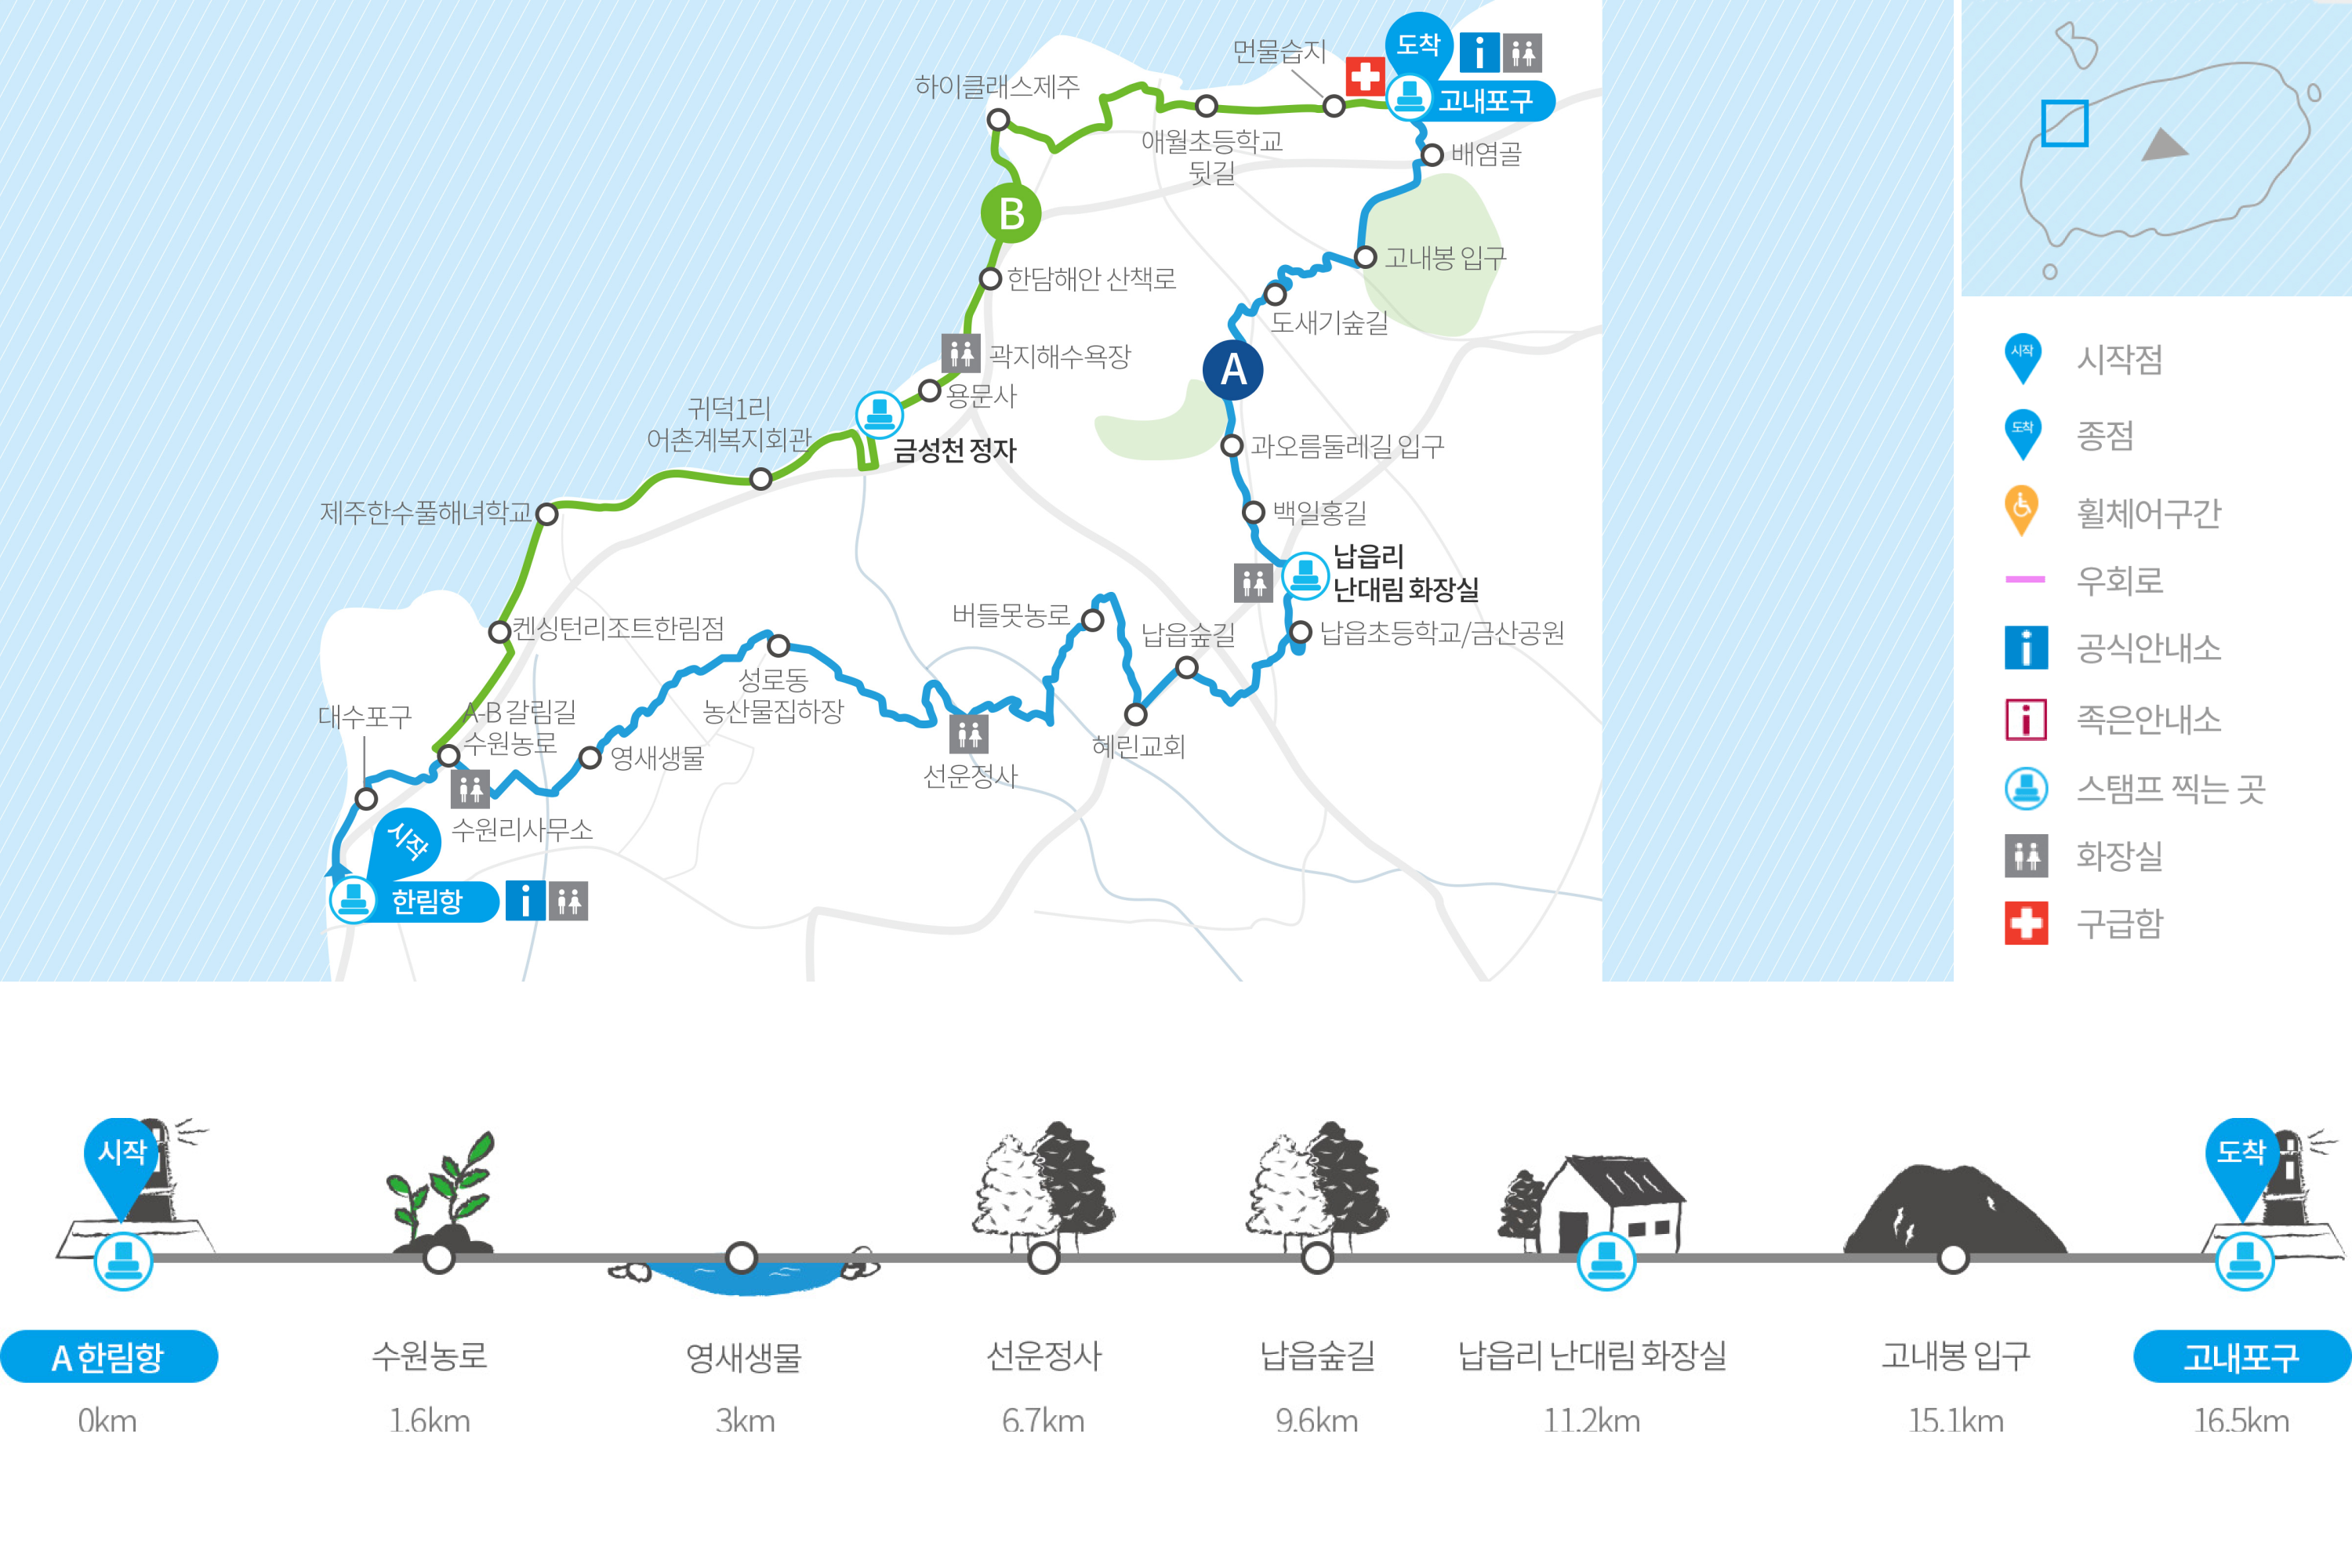 먼물습지
도착
고내포구
하이클래스제주
애월초등학교
뒷길
배염골
B
고내봉 입구
한담해안 산책로
도새기숲길
곽지해수욕장
A
용문사
귀덕1리
어촌계복지회관
금성천 정자
과오름둘레길 입구
제주한수풀해녀학교
백일홍길
납읍리
난대림 화장실
버들못농로
납읍숲길
납읍초등학교/금산공원
켄싱턴리조트한림점
성로동
농산물집하장
대수포구
A-B 갈림길
수원농로
영새생물
선운정사
혜린교회
수원리사무소
시작
한림항
시작
시작점
도착
종점
휠체어구간
우회로
공식안내소
족은안내소
스탬프 찍는 곳
화장실
구급함
시작
도착
A 한림항
수원농로
영새생물
선운정사
납읍숲길
납읍리 난대림 화장실
고내봉 입구
고내포구
0km
1.6km
3km
6.7km
9.6km
11.2km
15.1km
16.5km